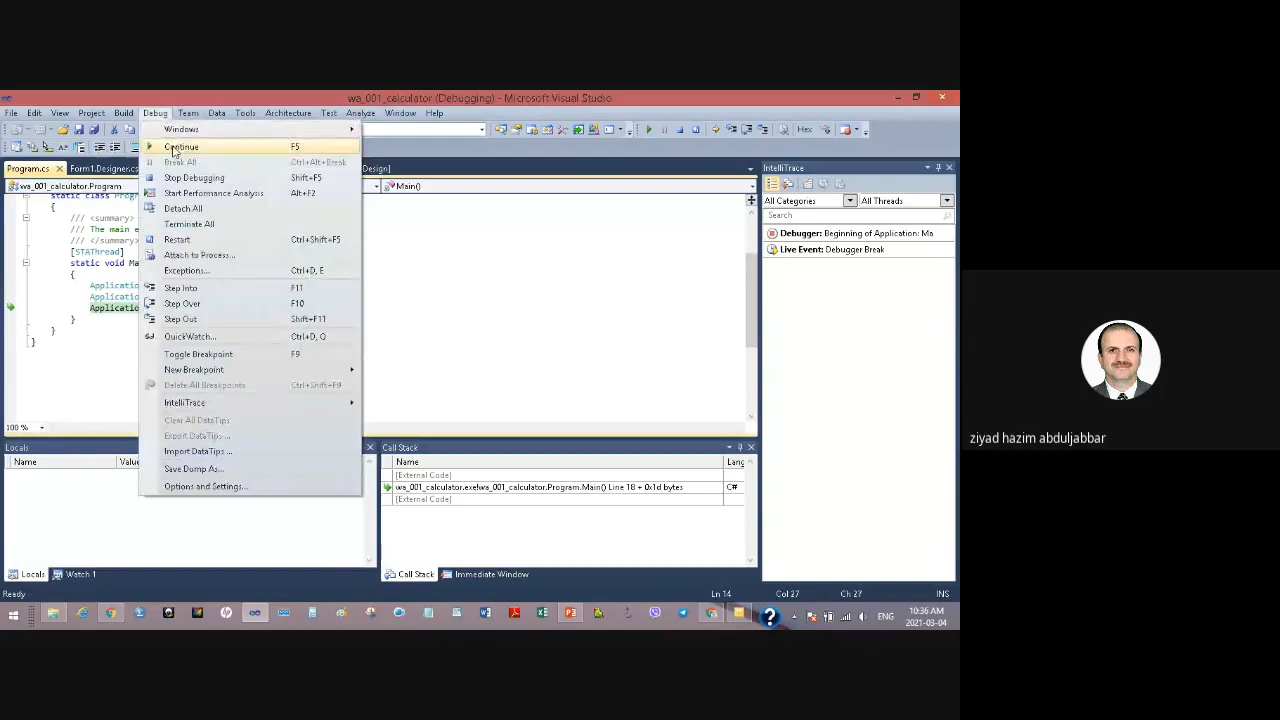 wa_001_calculator (Debugging) - Microsoft Visual Studio
File Edit View Project Build Debug Team Data Tools Architecture Test Analyze Window Help
Hex
Program.cs Form1.Designer.cs Design]
wa_001_calculator.Program Main()
static class Progr
{
/// <summary>
/// The main e
/// </summary>
[STAThread]
static void Ma
{
Applicatio
Applicatio
Applicatio
}
}
}
100 %
Windows
Continue F5
Break All Ctrl+Alt+Break
Stop Debugging Shift+F5
Start Performance Analysis Alt+F2
Detach All
Terminate All
Restart Ctrl+Shift+F5
Attach to Process...
Exceptions... Ctrl+D, E
Step Into F11
Step Over F10
Step Out Shift+F11
QuickWatch... Ctrl+D, Q
Toggle Breakpoint F9
New Breakpoint
Delete All Breakpoints Ctrl+Shift+F9
IntelliTrace
Clear All DataTips
Export DataTips ...
Import DataTips ...
Save Dump As...
Options and Settings...
IntelliTrace
All Categories All Threads
Search
Debugger: Beginning of Application: Ma
Live Event: Debugger Break
Locals
Name Value
Locals Watch 1
Call Stack
Name Lang
[External Code]
wa_001_calculator.exe!wa_001_calculator.Program.Main() Line 18 + 0x1d bytes C#
[External Code]
Call Stack Immediate Window
Ready Ln 14 Col 27 Ch 27 INS
ENG
10:36 AM
2021-03-04
ziyad hazim abduljabbar